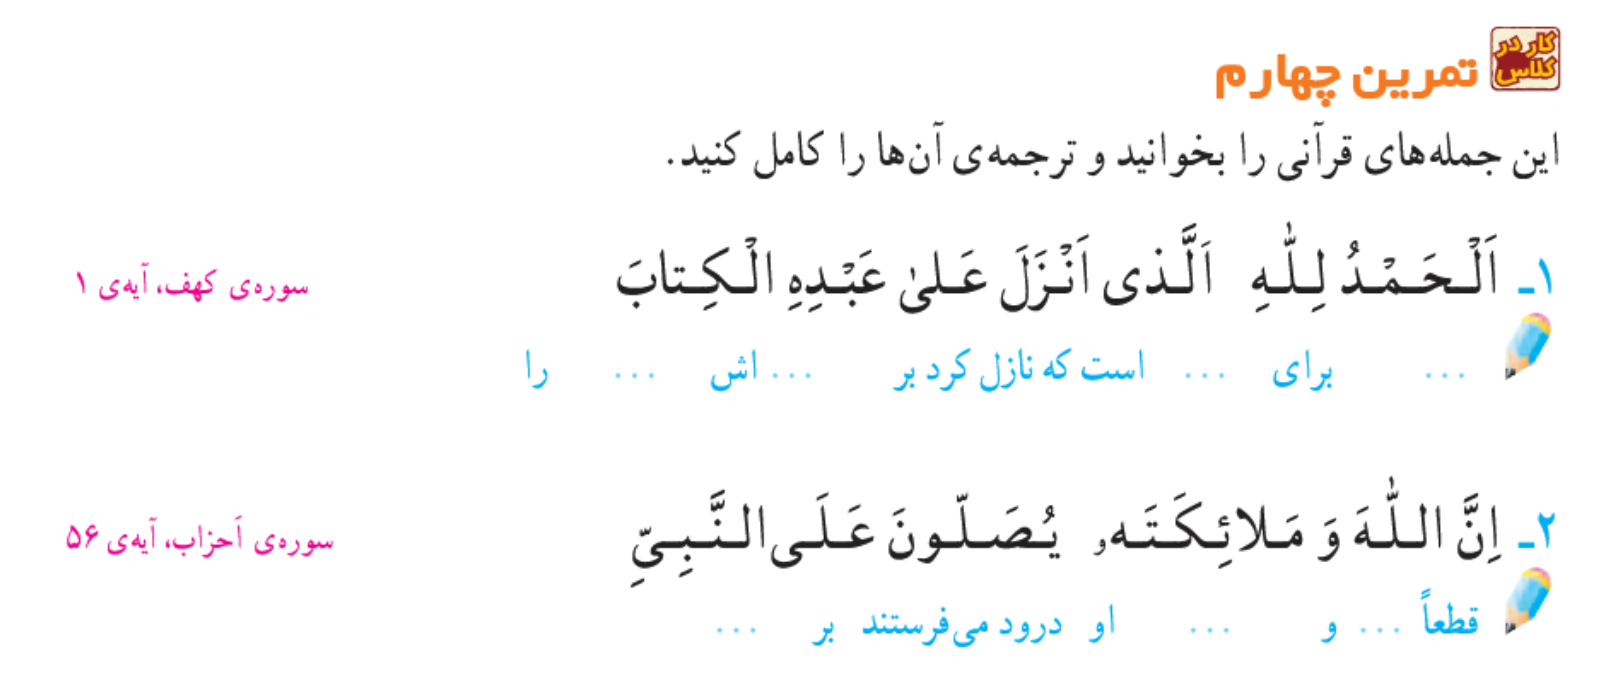 کار در کلاس
تمرین چهارم
این جمله‌های قرآنی را بخوانید و ترجمه‌ی آن‌ها را کامل کنید.
۱ـ اَلْحَمْدُ لِلّٰهِ اَلَّذی اَنْزَلَ عَلیٰ عَبْدِهِ الْکِتابَ سوره‌ی کهف، آیه‌ی ۱
... برای ... است که نازل کرد بر ... اش ... را
۲ـ اِنَّ اللّٰهَ وَ مَلائِکَتَهو یُصَلّونَ عَلَی النَّبِیِّ سوره‌ی اَحزاب، آیه‌ی ۵۶
قطعاً ... و ... او درود می‌فرستند بر ...